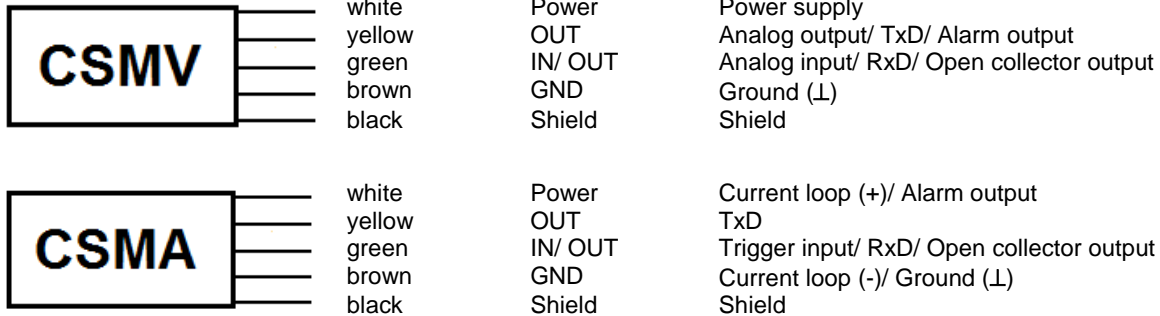 white Power Power supply
yellow OUT Analog output/ TxD/ Alarm output
CSMV
green IN/ OUT Analog input/ RxD/ Open collector output
brown GND Ground (⊥)
black Shield Shield
white Power Current loop (+)/ Alarm output
yellow OUT TxD
CSMA
green IN/ OUT Trigger input/ RxD/ Open collector output
brown GND Current loop (-)/ Ground (⊥)
black Shield Shield